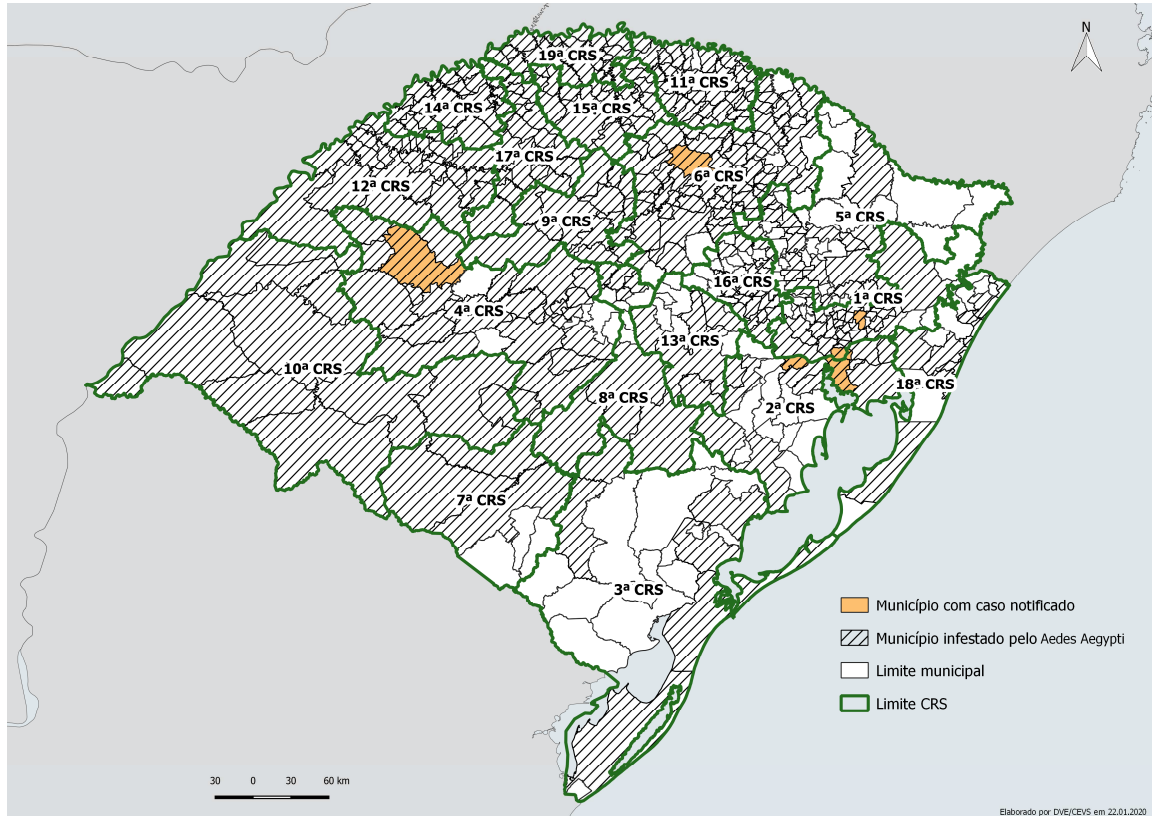 N
19ª CRS
11ª CRS
14ª CRS
15ª CRS
17ª CRS
6ª CRS
12ª CRS
5ª CRS
9ª CRS
16ª CRS
1ª CRS
4ª CRS
13ª CRS
10ª CRS
18ª CRS
8ª CRS
2ª CRS
7ª CRS
3ª CRS
Município com caso notificado
Município infestado pelo Aedes Aegypti
Limite municipal
Limite CRS
30 0 30 60 km
Elaborado por DVE/CEVS em 22.01.2020